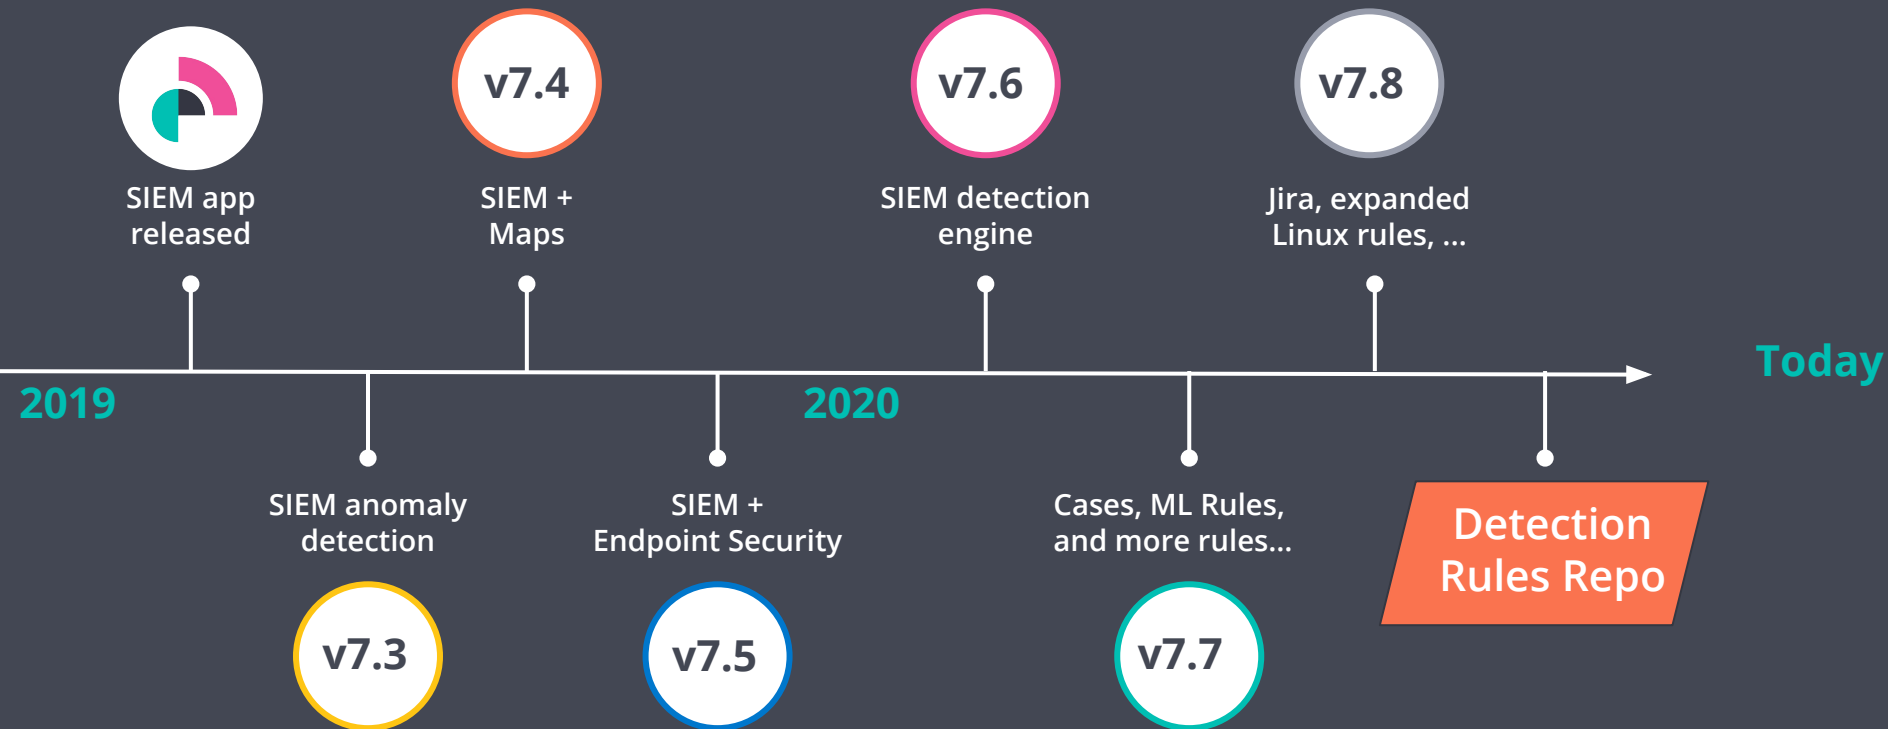 v7.4
v7.6
v7.8
SIEM app
released
SIEM +
Maps
SIEM detection
engine
Jira, expanded
Linux rules, ...
Today
2019
2020
SIEM anomaly
detection
SIEM +
Endpoint Security
Cases, ML Rules,
and more rules...
Detection
Rules Repo
v7.3
v7.5
v7.7